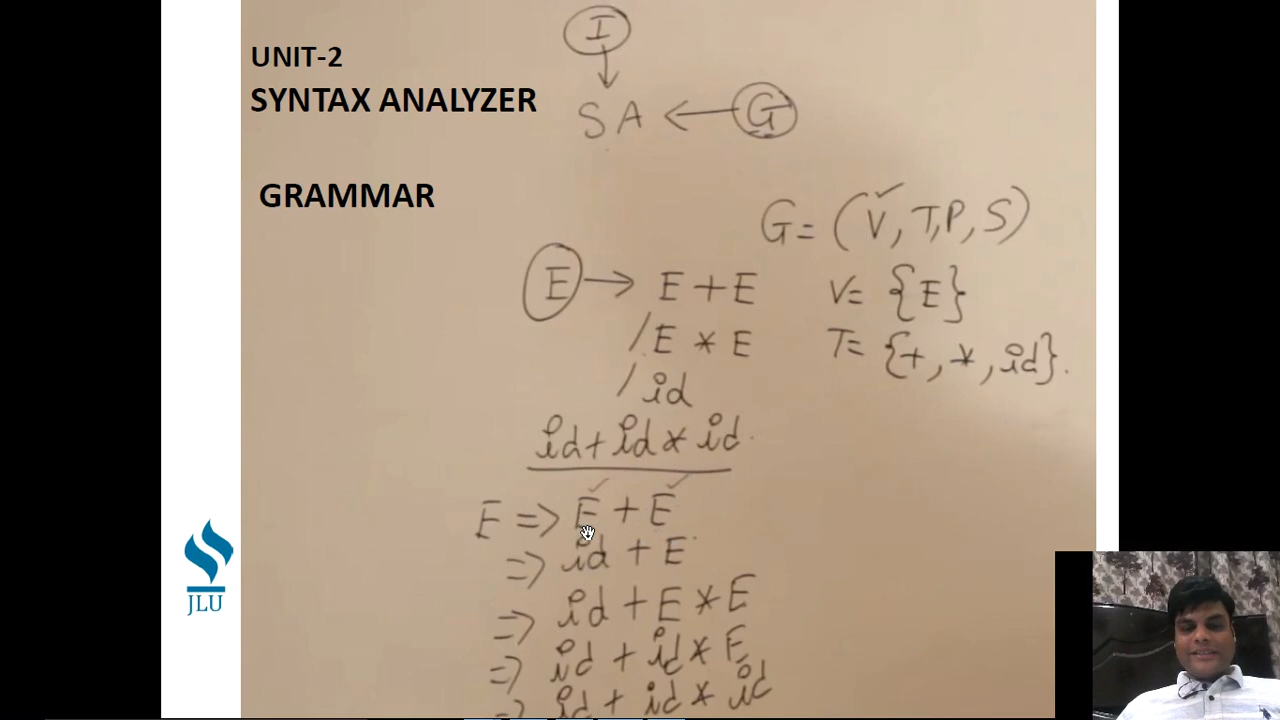 UNIT-2
SYNTAX ANALYZER
I
↓
SA ← G
GRAMMAR
G = (V, T, P, S)
E → E + E
V = {E}
/ E * E
T = {+, *, id}.
/ id
id + id * id.
E => E + E
=> id + E
=> id + E * E
=> id + id * E
=> id + id * id
JLU